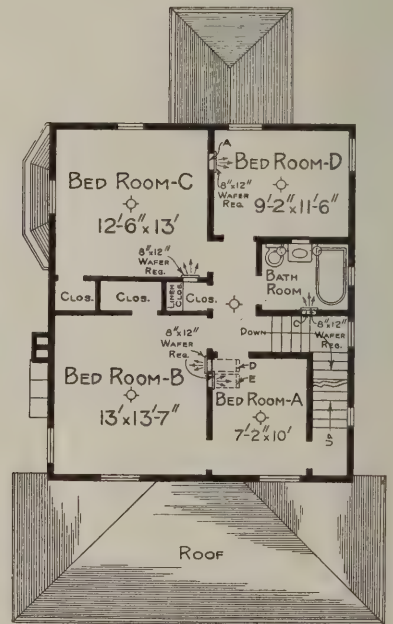 A
BED ROOM-D
8"x12"
WAFER
REG.
9'-2"x11'-6"
BED ROOM-C
12'-6"x13'
8"x12"
WAFER
REG.
BATH
ROOM
CLOS.
CLOS.
LINEN
CLOS.
CLOS.
C
DOWN
8"x12"
WAFER
REG.
8"x12"
WAFER
REG.
D
E
BED ROOM-B
13'x13'-7"
BED ROOM-A
7'-2"x10'
UP
ROOF